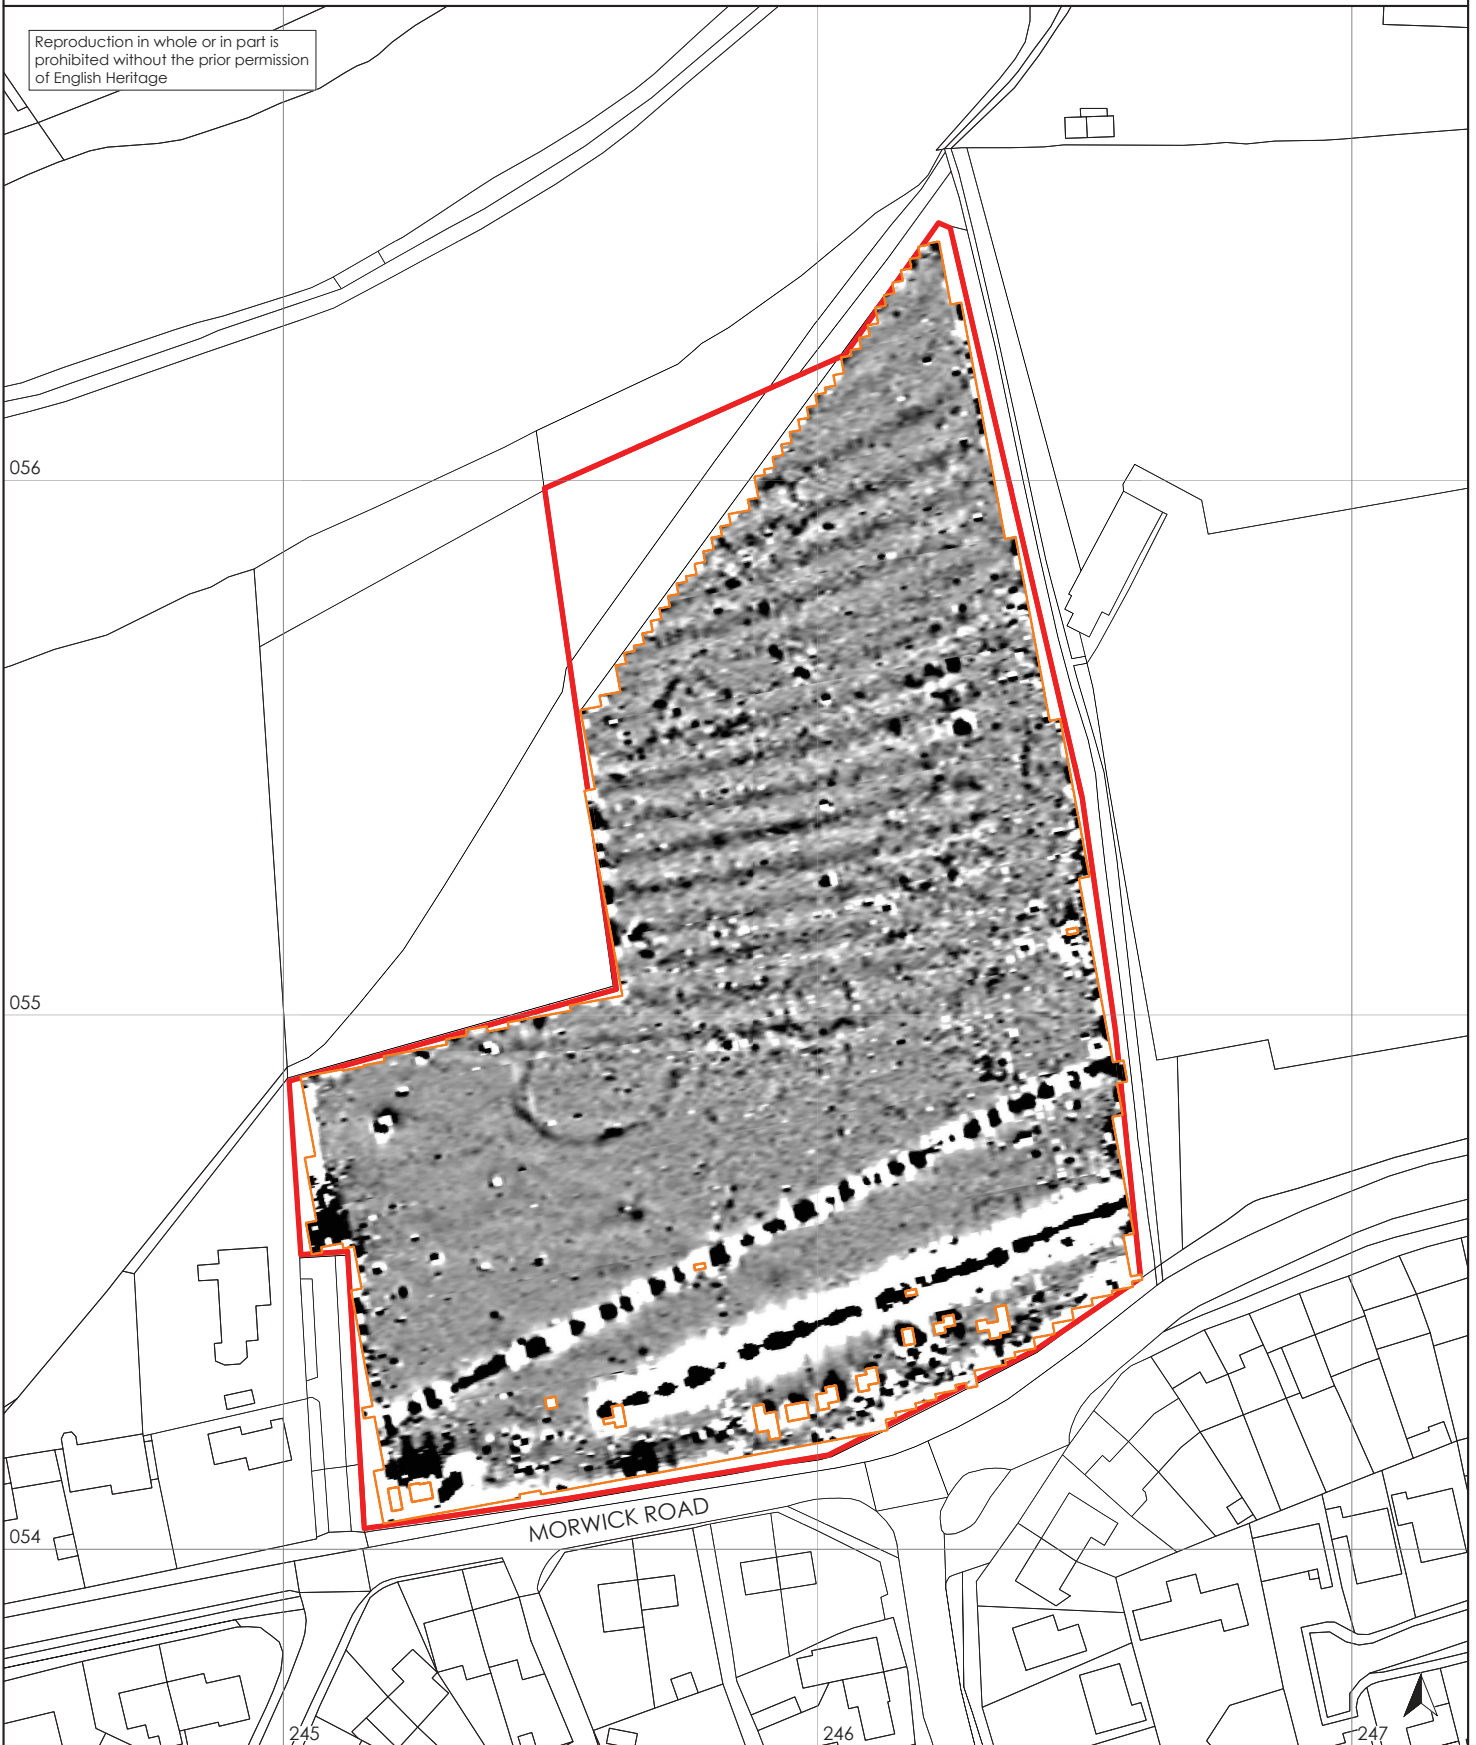 Reproduction in whole or in part is
prohibited without the prior permission
of English Heritage
056
055
MORWICK ROAD
054
245
246
247